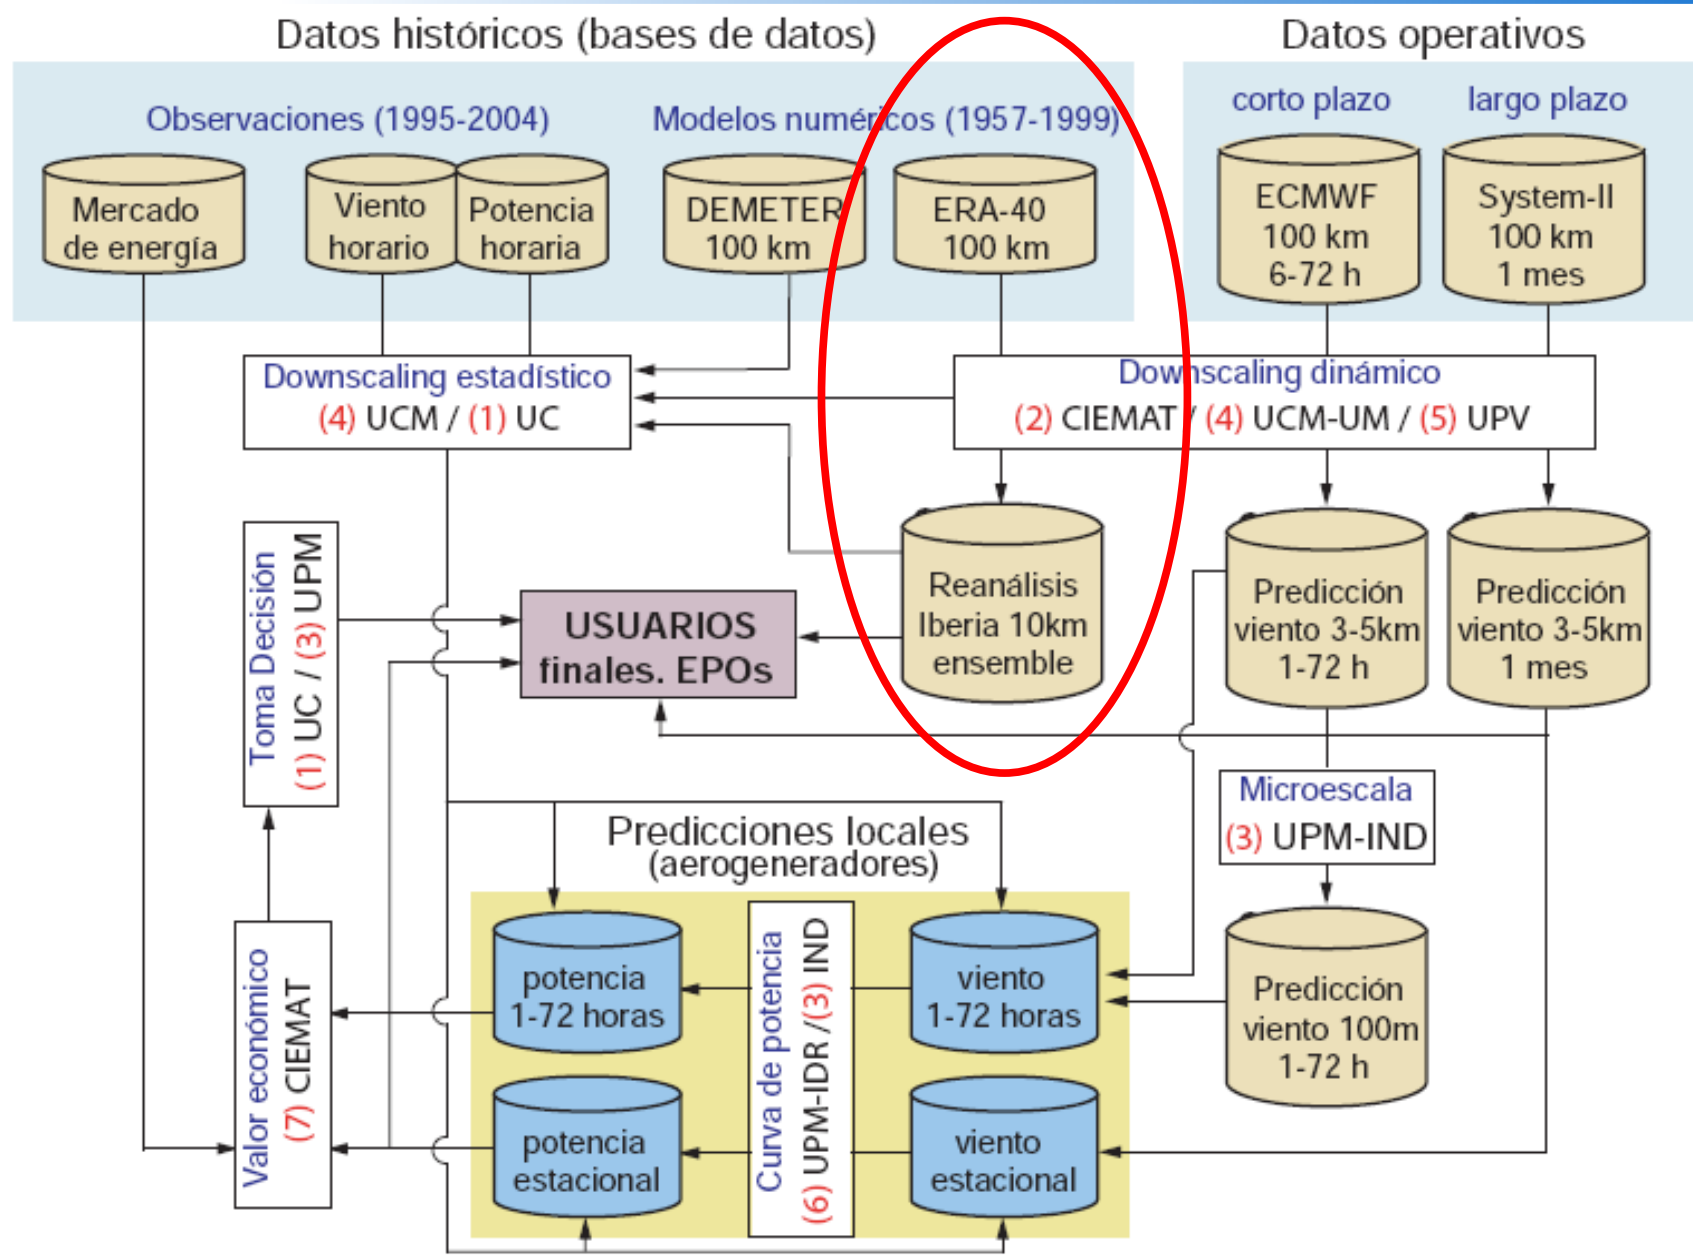 Datos históricos (bases de datos)
Datos operativos
Observaciones (1995-2004)
Modelos numéricos (1957-1999)
corto plazo
largo plazo
Mercado
de energía
Viento
horario
Potencia
horaria
DEMETER
100 km
ERA-40
100 km
ECMWF
100 km
6-72 h
System-II
100 km
1 mes
Downscaling estadístico
(4) UCM / (1) UC
Downscaling dinámico
(2) CIEMAT / (4) UCM-UM / (5) UPV
Toma Decisión
(1) UC / (3) UPM
USUARIOS
finales. EPOs
Reanálisis
Iberia 10km
ensemble
Predicción
viento 3-5km
1-72 h
Predicción
viento 3-5km
1 mes
Microescala
(3) UPM-IND
Predicciones locales
(aerogeneradores)
Valor económico
(7) CIEMAT
potencia
1-72 horas
Curva de potencia
(6) UPM-IDR /(3) IND
viento
1-72 horas
Predicción
viento 100m
1-72 h
potencia
estacional
viento
estacional